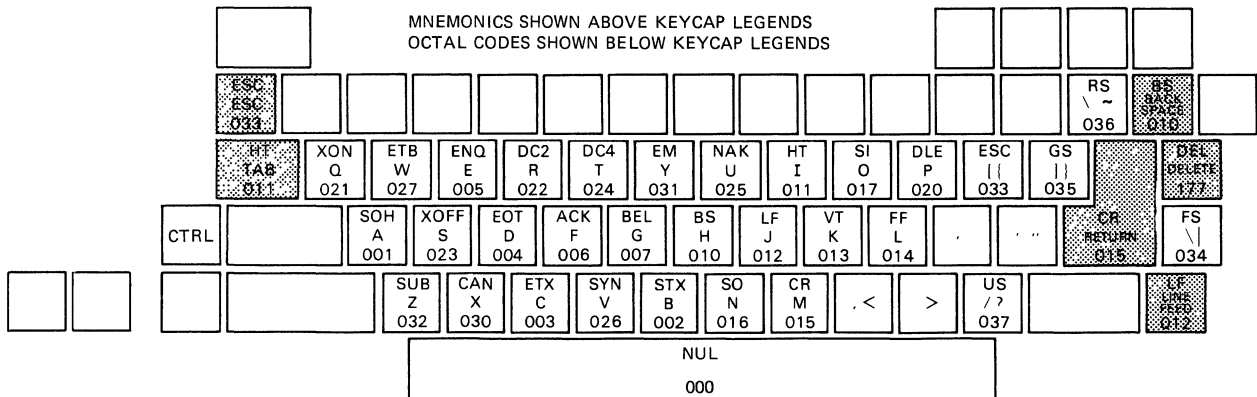 MNEMONICS SHOWN ABOVE KEYCAP LEGENDS
OCTAL CODES SHOWN BELOW KEYCAP LEGENDS
ESC RS BS
ESC \ ~ BACK SPACE
033 036 010
HT XON ETB ENQ DC2 DC4 EM NAK HT SI DLE ESC GS DEL
TAB Q W E R T Y U I O P [{ ]} DELETE
011 021 027 005 022 024 031 025 011 017 020 033 035 177
SOH XOFF EOT ACK BEL BS LF VT FF CR FS
CTRL A S D F G H J K L , ' " RETURN \|
001 023 004 006 007 010 012 013 014 015 034
SUB CAN ETX SYN STX SO CR US LF
Z X C V B N M ,< > / ? LINE FEED
032 030 003 026 002 016 015 037 012
NUL
000